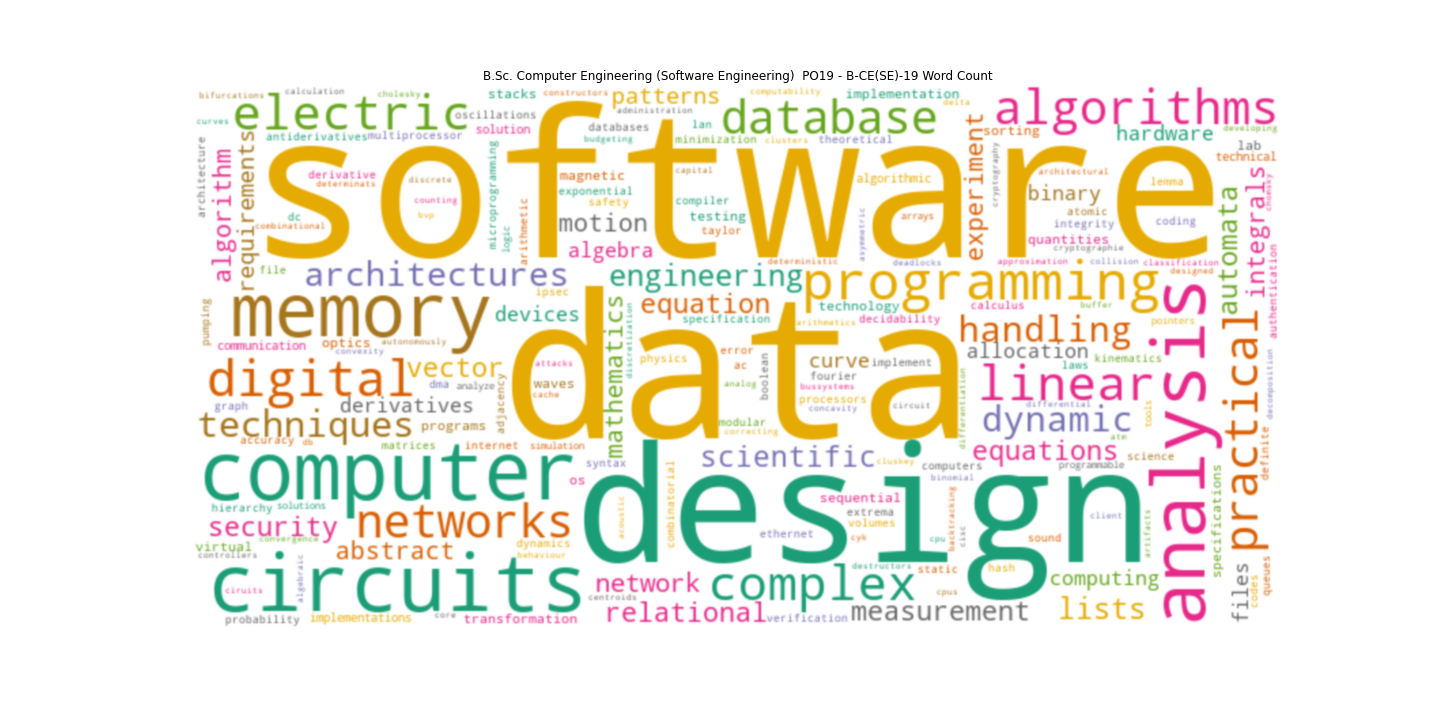 B.Sc. Computer Engineering (Software Engineering)  PO19 - B-CE(SE)-19 Word Count
bifurcations
calculation
cholesky
stacks
constructors
patterns
computability
implementation
algorithms
curves
electric
oscillations
administration
database
delta
antiderivatives
multiprocessor
solution
databases
lan
budgeting
minimization
clusters
theoretical
sorting
hardware
developing
software
architecture
algorithm
requirements
derivative
determinats
discrete
counting
bvp
microprogramming
logic
arithmetic
magnetic
exponential
safety
capital
compiler
testing
taylor
motion
algebra
algorithmic
arrays
asymmetric
experiment
cryptography
architectural
binary
atomic
integrity
quantities
cryptographie
lemma
coding
lab
technical
chomsky
integrals
automata
dc
combinational
file
architectures
engineering
deterministic
deadlocks
approximation
collision
classification
designed
programming
authentication
pumping
memory
ipsec
devices
equation
specification
technology
arithmetics
decidability
calculus
buffer
pointers
handling
communication
optics
autonomously
convexity
mathematics
discretization
physics
error
ac
analog
boolean
curve
implement
fourier
bussystems
processors
concavity
circuit
allocation
laws
kinematics
analysis
practical
decomposition
digital
vector
attacks
waves
cache
data
linear
differentiation
differential
dynamic
atm
tools
graph
dma
analyze
derivatives
adjacency
techniques
programs
accuracy
db
matrices
internet
simulation
modular
correcting
equations
science
definite
computer
syntax
os
scientific
cluskey
computers
binomial
programmable
specifications
hierarchy
solutions
security
networks
design
combinatorial
acoustic
sequential
extrema
volumes
ethernet
cyk
cpu
backtracking
cisc
client
sound
artifacts
virtual
convergence
controllers
abstract
dynamics
behaviour
circuits
ciruits
algebraic
network
complex
destructors
static
hash
computing
files
codes
queues
centroids
cpus
probability
implementations
core
transformation
relational
verification
measurement
lists